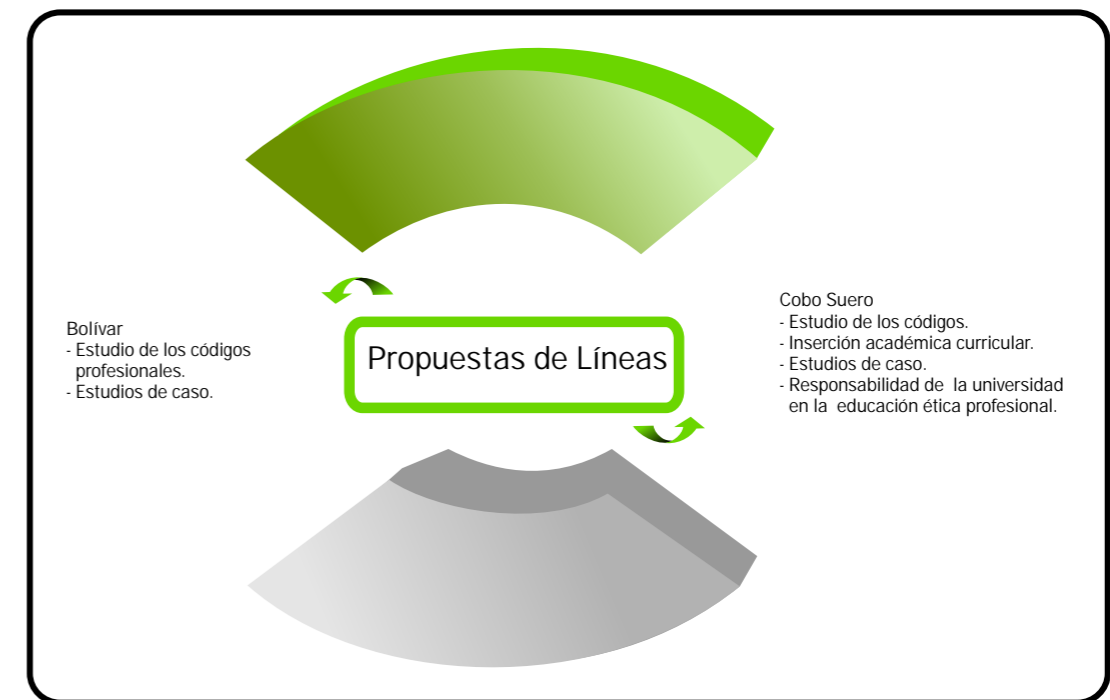 Bolívar
- Estudio de los códigos
profesionales.
- Estudios de caso.
Propuestas de Líneas
Cobo Suero
- Estudio de los códigos.
- Inserción académica curricular.
- Estudios de caso.
- Responsabilidad de la universidad
en la educación ética profesional.